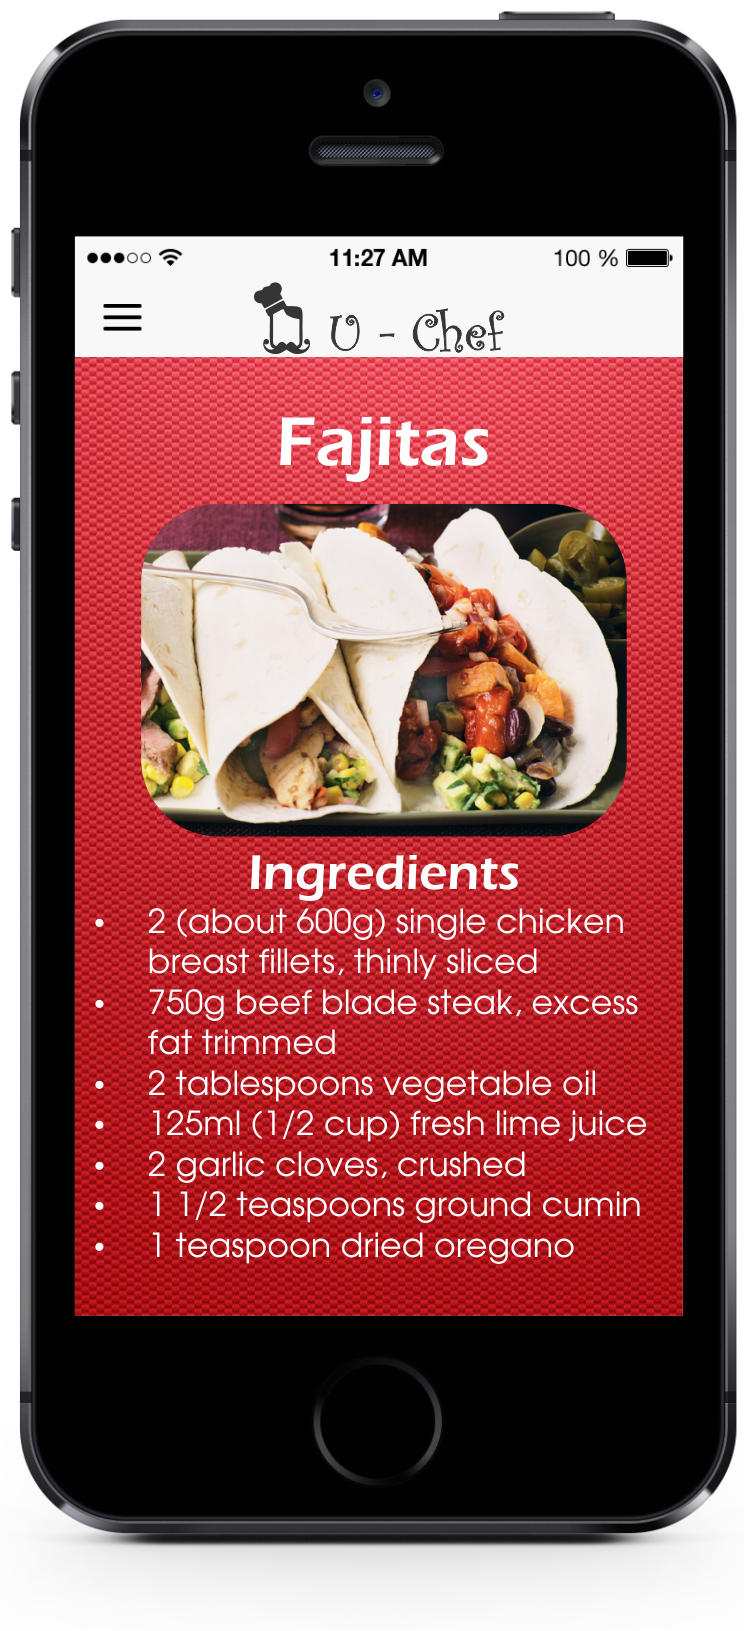 11:27 AM 100 %
U - Chef
Fajitas
Ingredients
• 2 (about 600g) single chicken
breast fillets, thinly sliced
• 750g beef blade steak, excess
fat trimmed
• 2 tablespoons vegetable oil
• 125ml (1/2 cup) fresh lime juice
• 2 garlic cloves, crushed
• 1 1/2 teaspoons ground cumin
• 1 teaspoon dried oregano